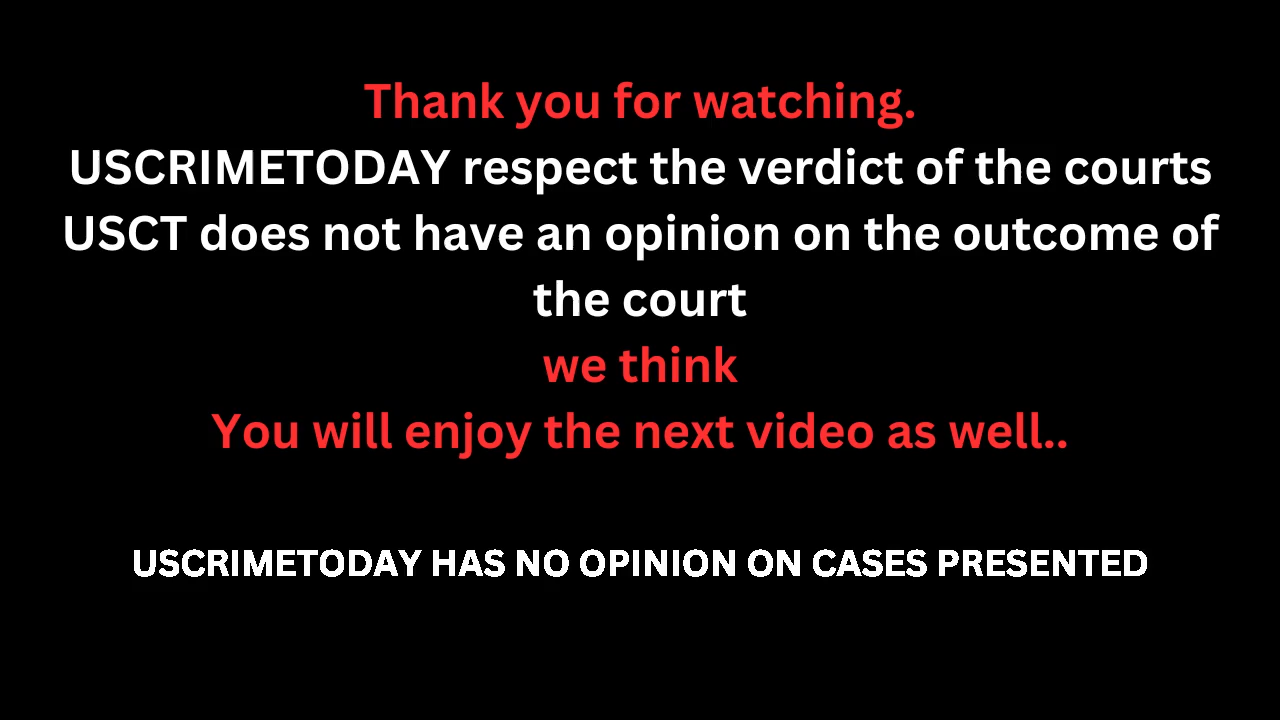 Thank you for watching.
USCRIMETODAY respect the verdict of the courts
USCT does not have an opinion on the outcome of
the court
we think
You will enjoy the next video as well..
USCRIMETODAY HAS NO OPINION ON CASES PRESENTED